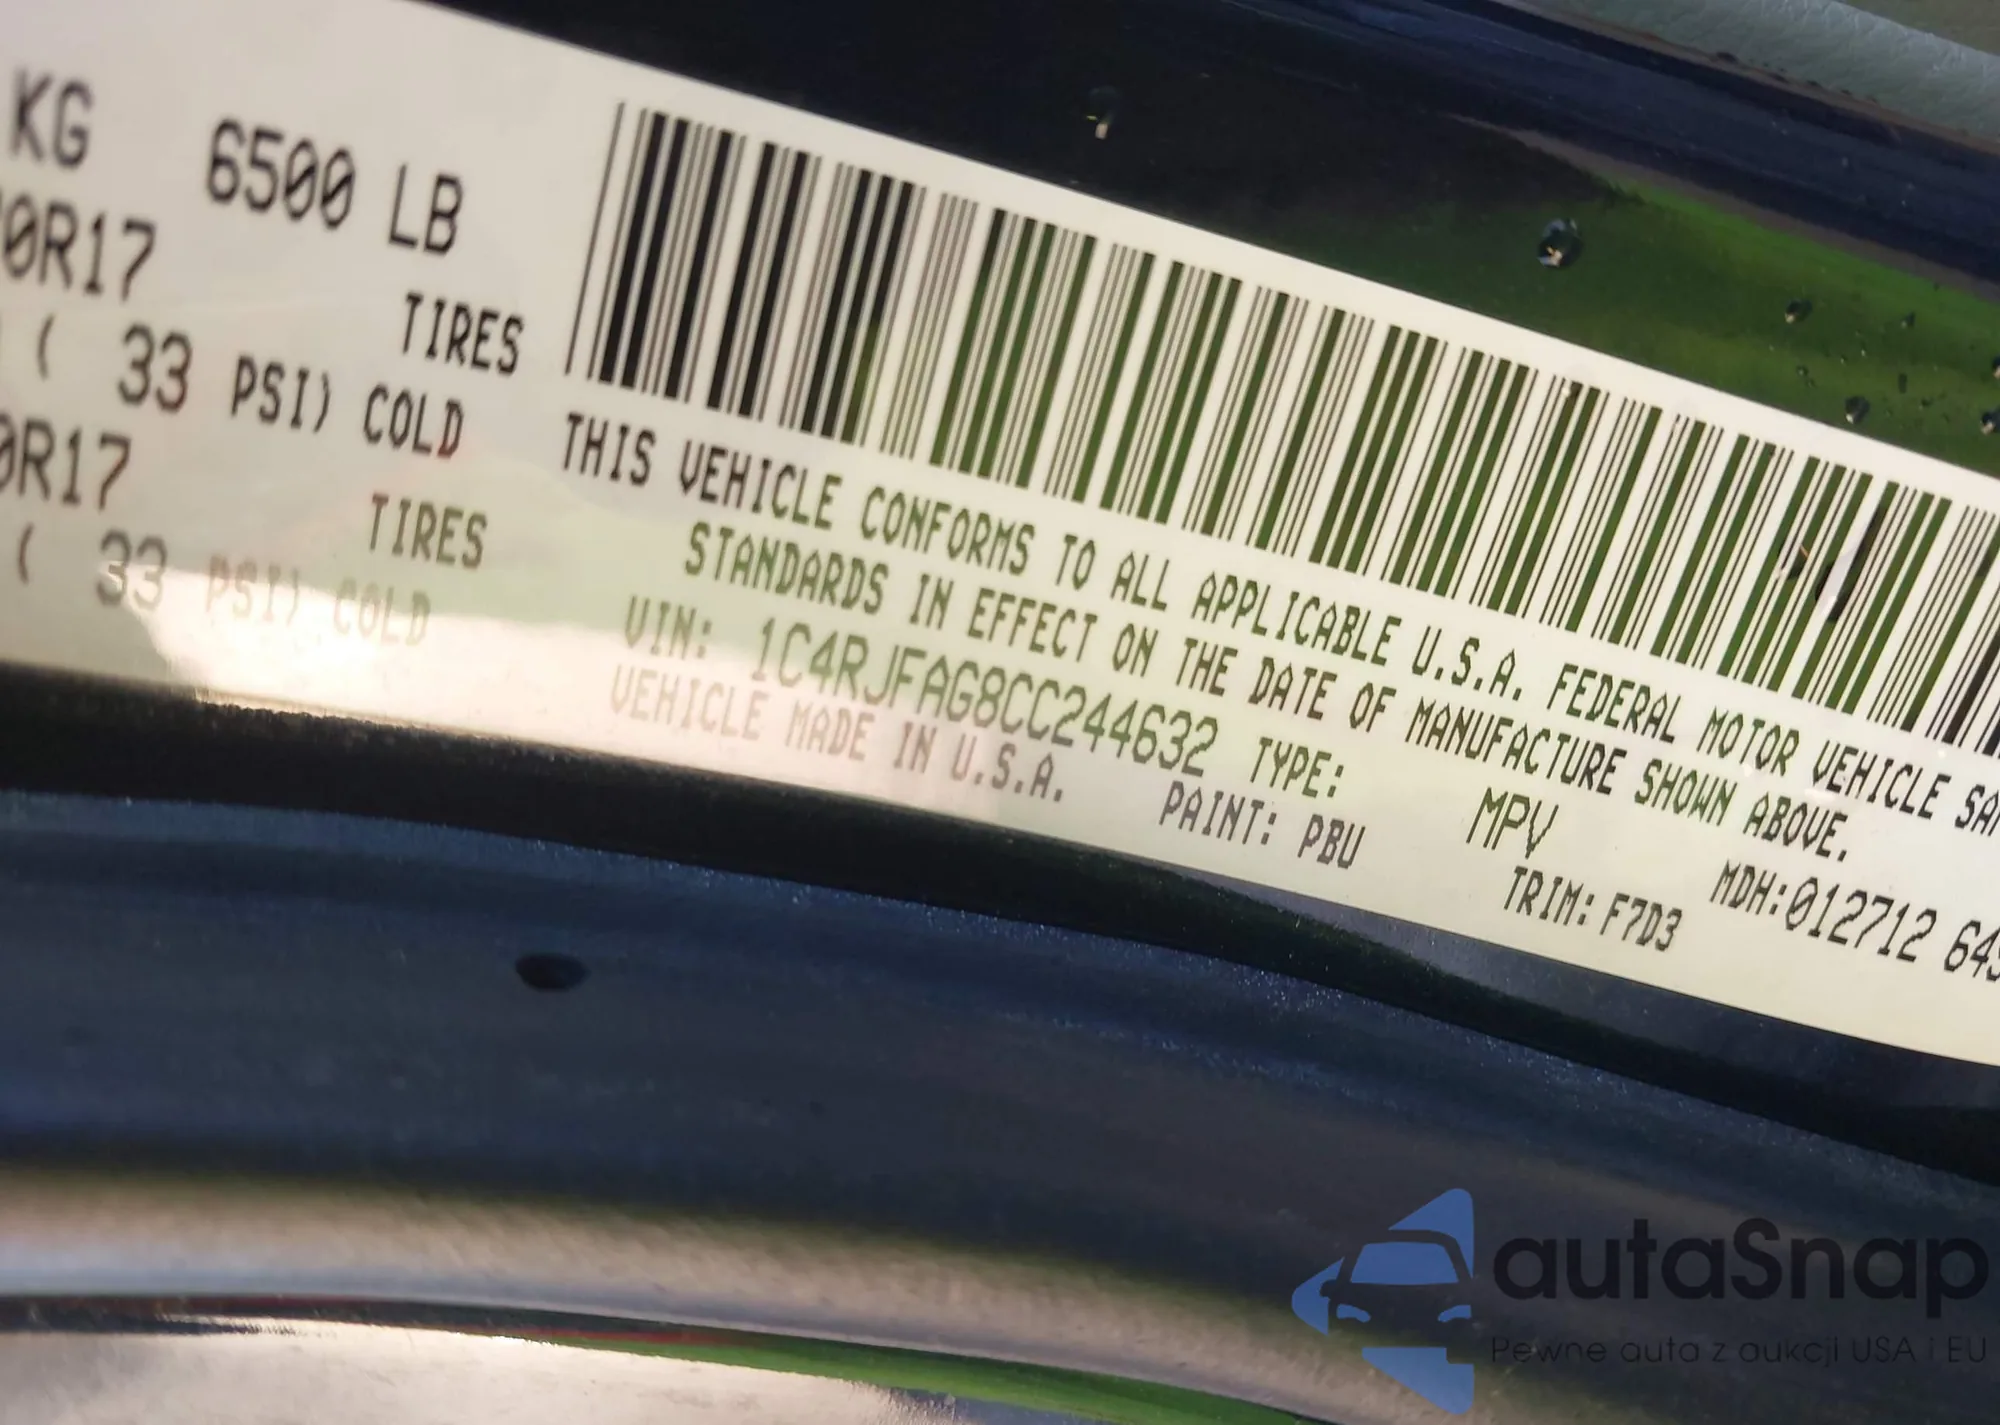 KG 6500 LB
0R17 TIRES
( 33 PSI) COLD
0R17 TIRES
( 33 PSI) COLD
THIS VEHICLE CONFORMS TO ALL APPLICABLE U.S.A. FEDERAL MOTOR VEHICLE
STANDARDS IN EFFECT ON THE DATE OF MANUFACTURE SHOWN ABOVE.
VIN: 1C4RJFAG8CC244632 TYPE: MPV MDH:012712
VEHICLE MADE IN U.S.A. PAINT: PBU TRIM: F7D3
autaSnap
Pewne auta z aukcji USA i EU